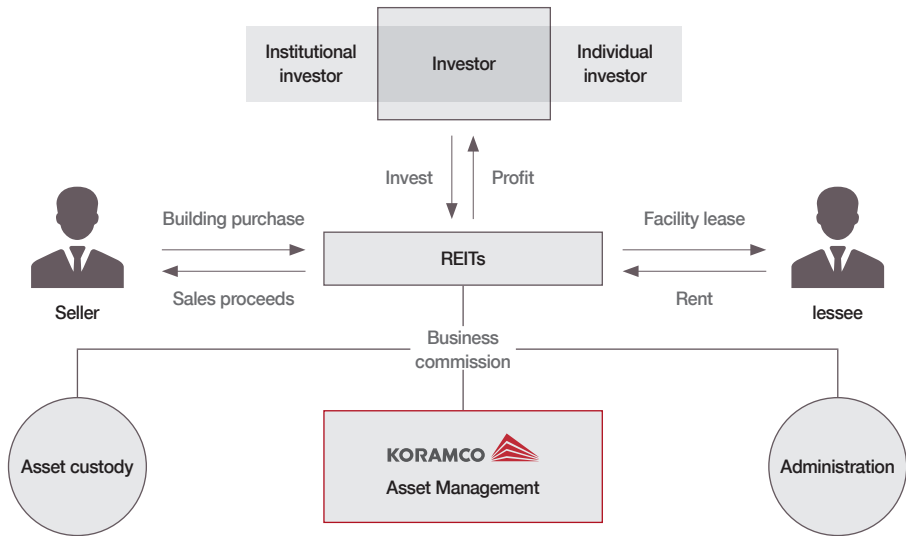 Institutional
investor
Investor
Individual
investor
Invest
Profit
Building purchase
Facility lease
REITs
Sales proceeds
Rent
Seller
lessee
Business
commission
Asset custody
KORAMCO
Asset Management
Administration